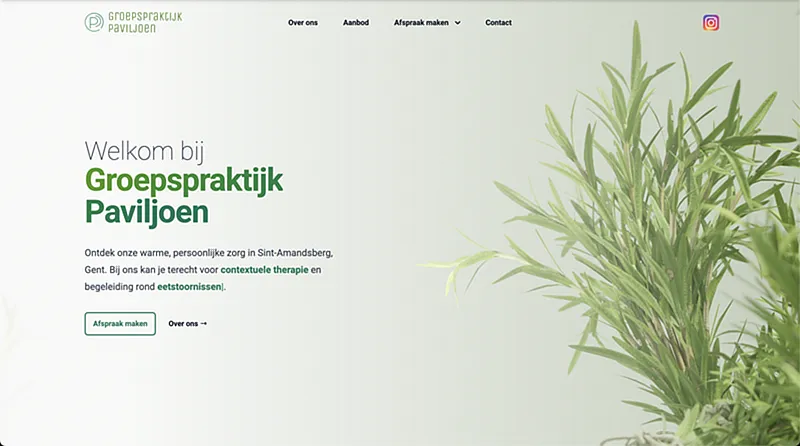 Groepspraktijk
Paviljoen
Over ons
Aanbod
Afspraak maken
Contact
Welkom bij
Groepspraktijk
Paviljoen
Ontdek onze warme, persoonlijke zorg in Sint-Amandsberg,
Gent. Bij ons kan je terecht voor contextuele therapie en
begeleiding rond eetstoornissen|.
Afspraak maken
Over ons →